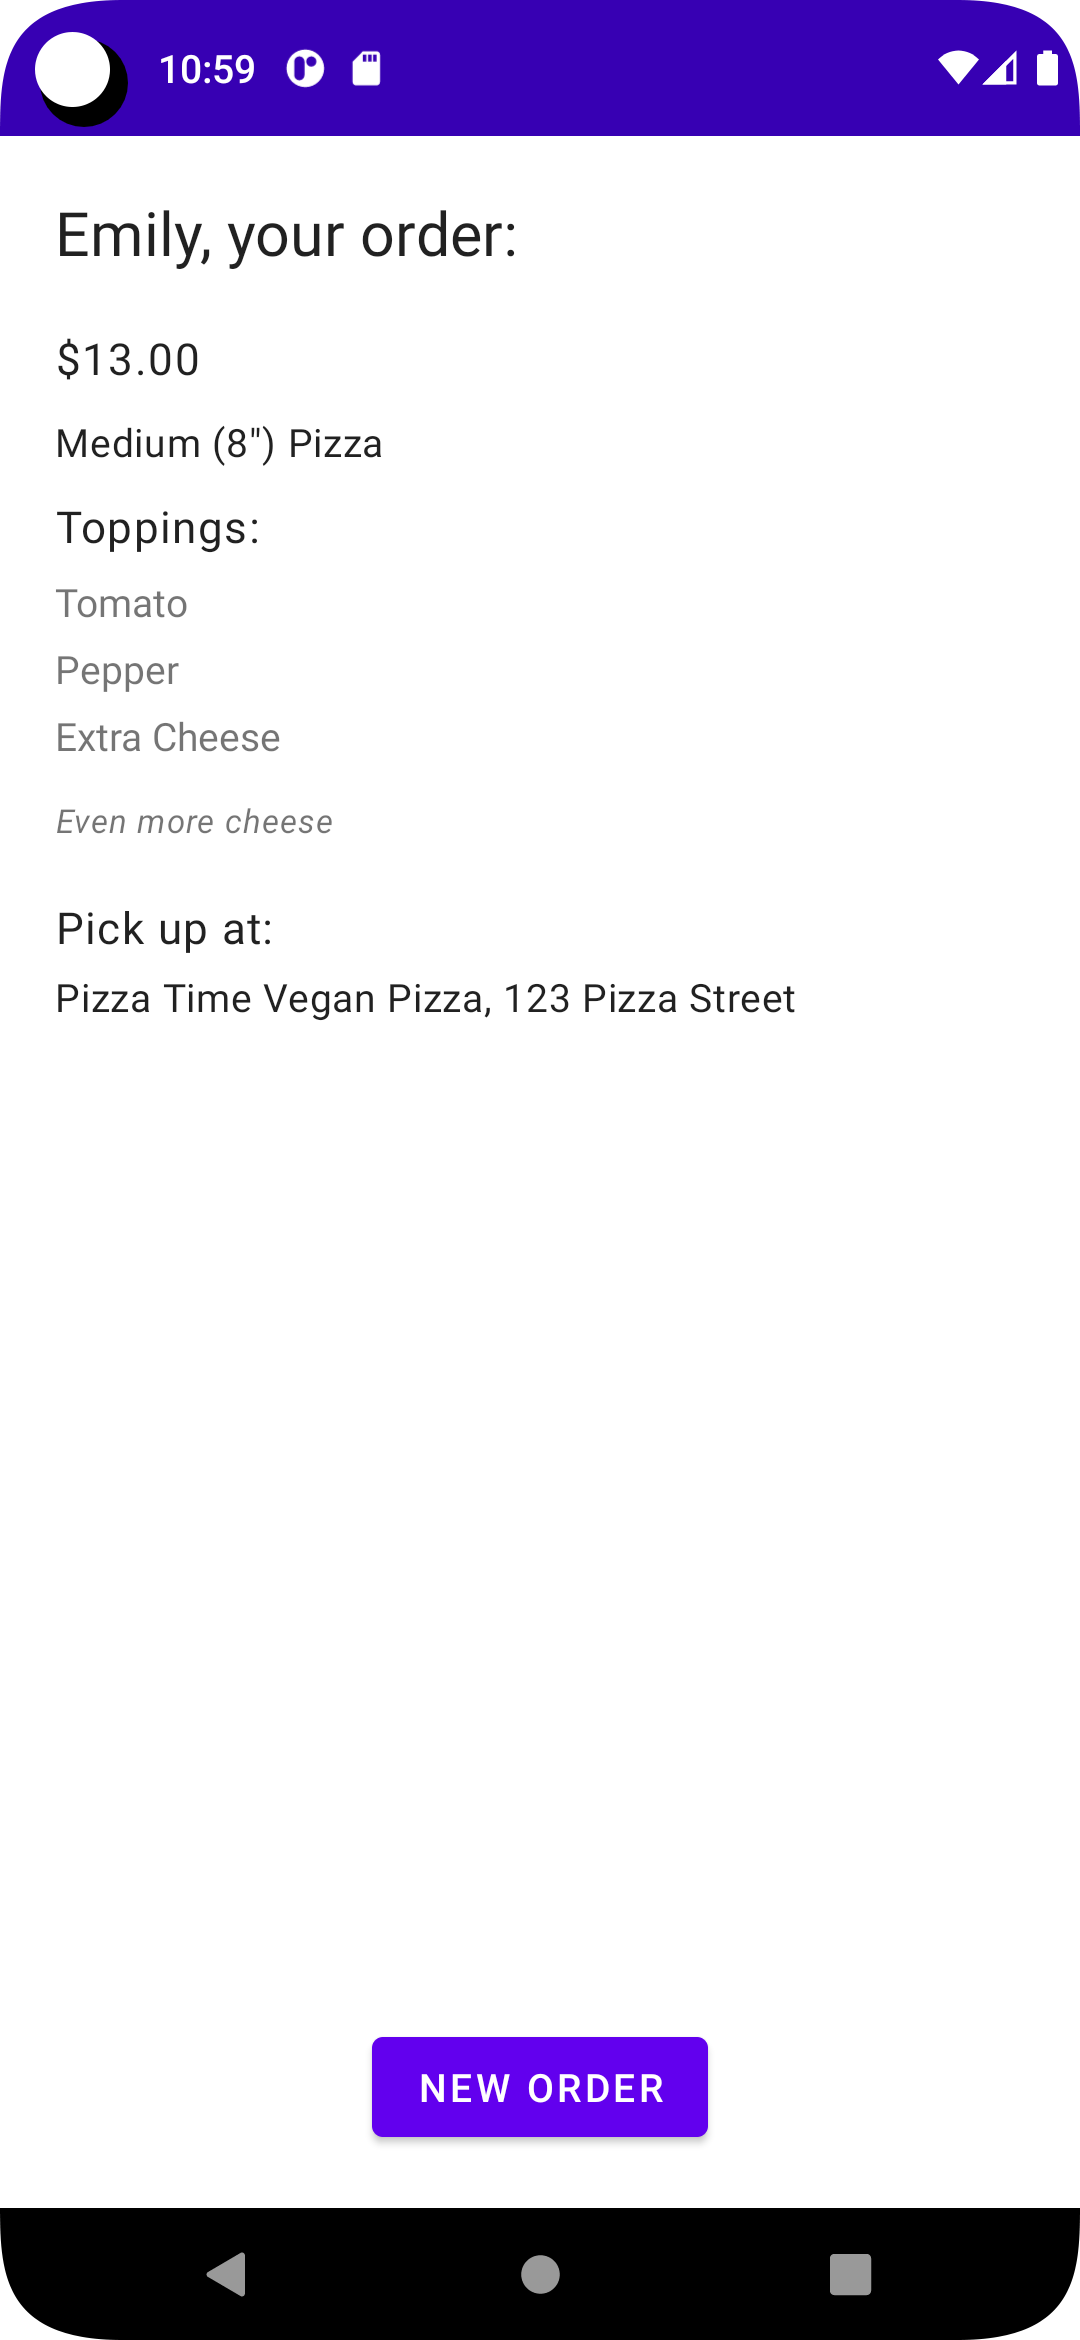 10:59
Emily, your order:
$13.00
Medium (8") Pizza
Toppings:
Tomato
Pepper
Extra Cheese
Even more cheese
Pick up at:
Pizza Time Vegan Pizza, 123 Pizza Street
NEW ORDER